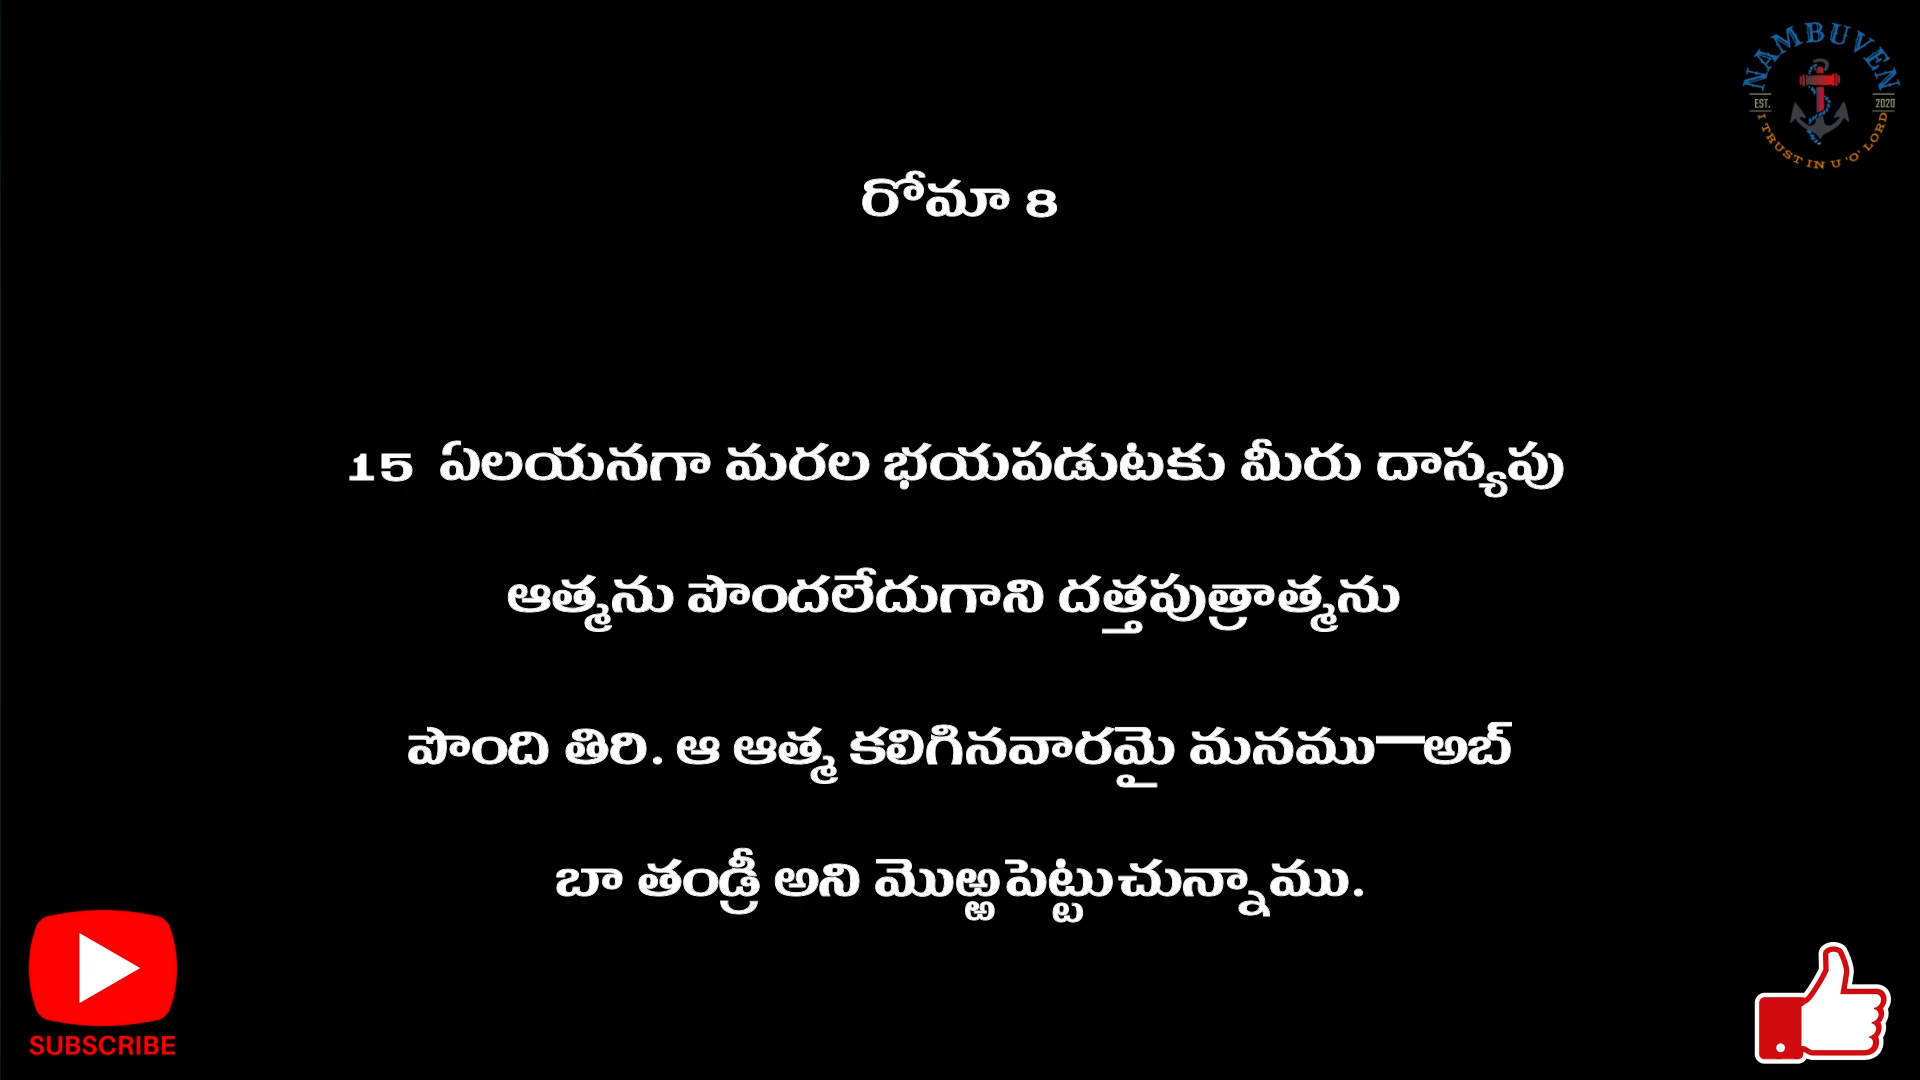 NAMBUVEN
EST. 2020
I TRUST IN U 'O' LORD
రోమా 8
15 ఏలయనగా మరల భయపడుటకు మీరు దాస్యపు
ఆత్మను పొందలేదుగాని దత్తపుత్రాత్మను
పొంది తిరి. ఆ ఆత్మ కలిగినవారమై మనము—అబ్
బా తండ్రీ అని మొఱ్ఱపెట్టుచున్నాము.
SUBSCRIBE